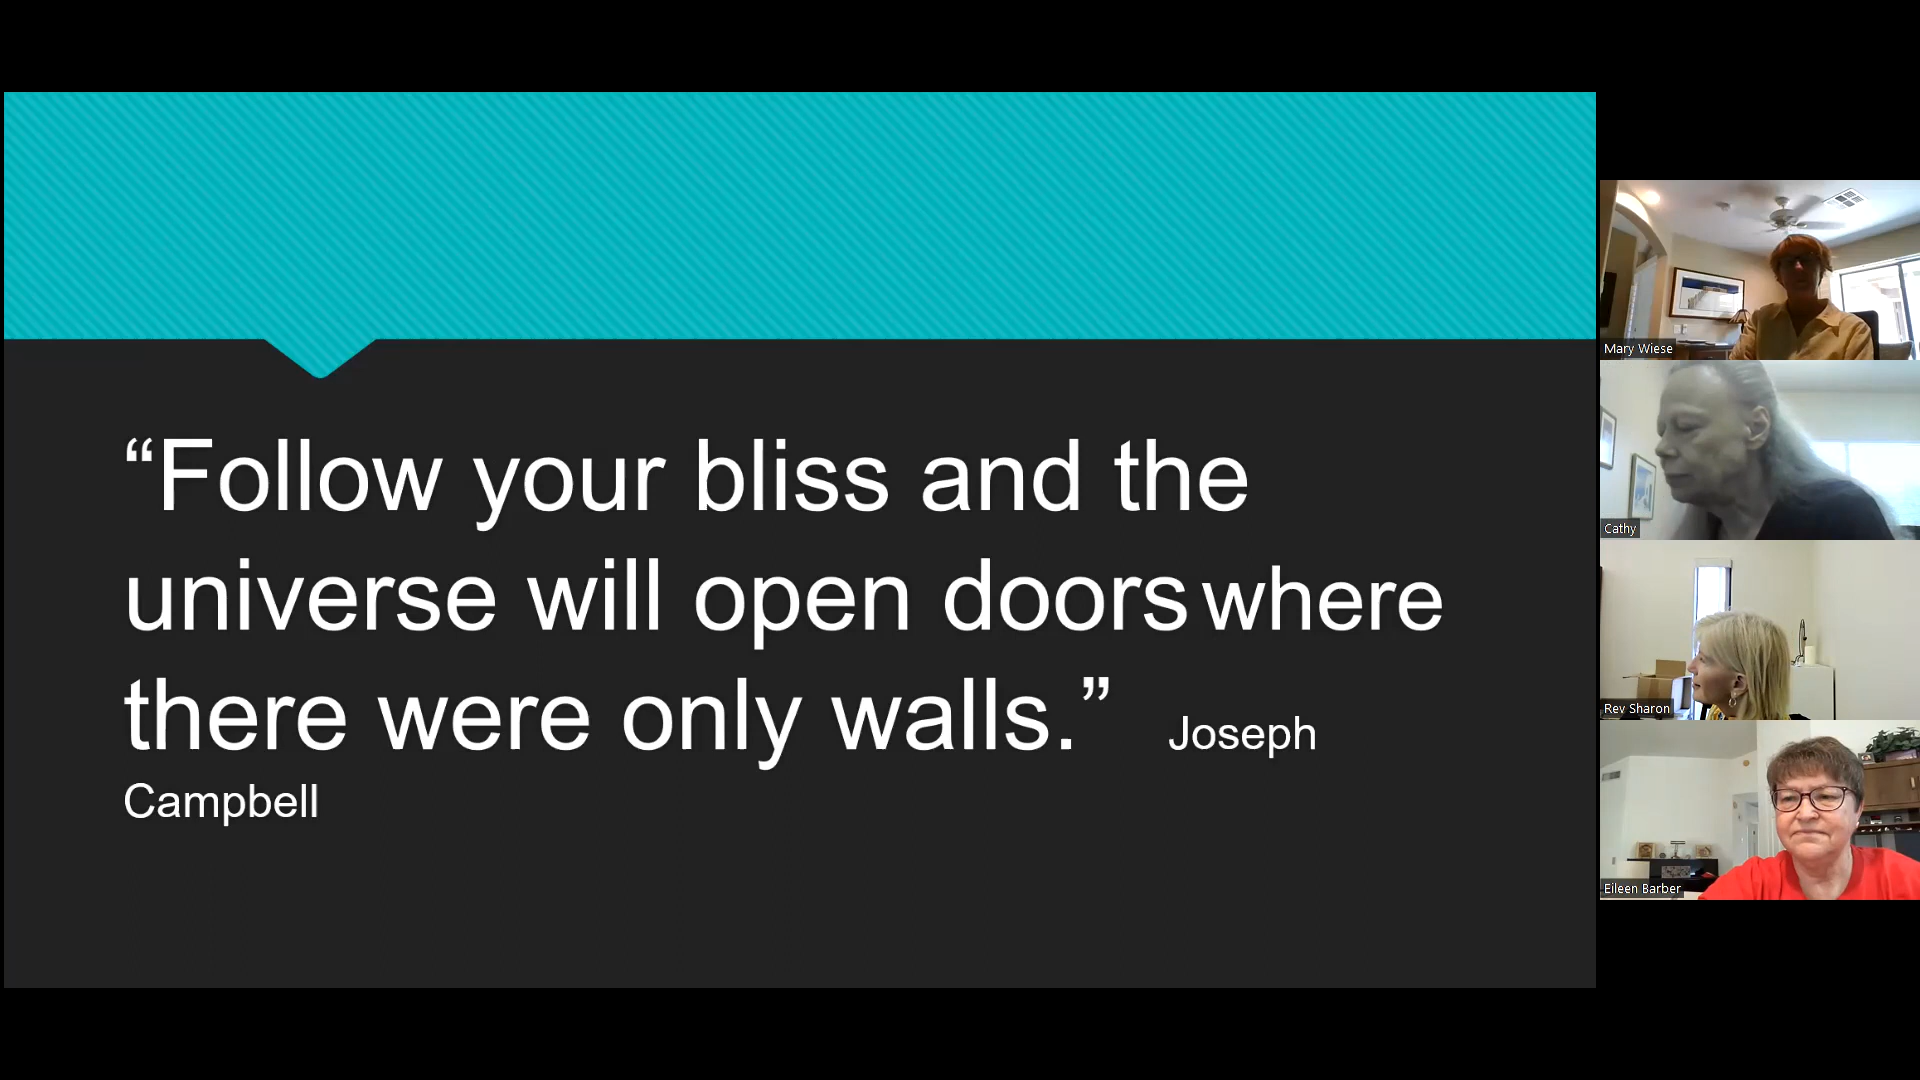 “Follow your bliss and the
universe will open doors where
there were only walls.” Joseph
Campbell
Mary Wiese
Cathy
Rev Sharon
Eileen Barber